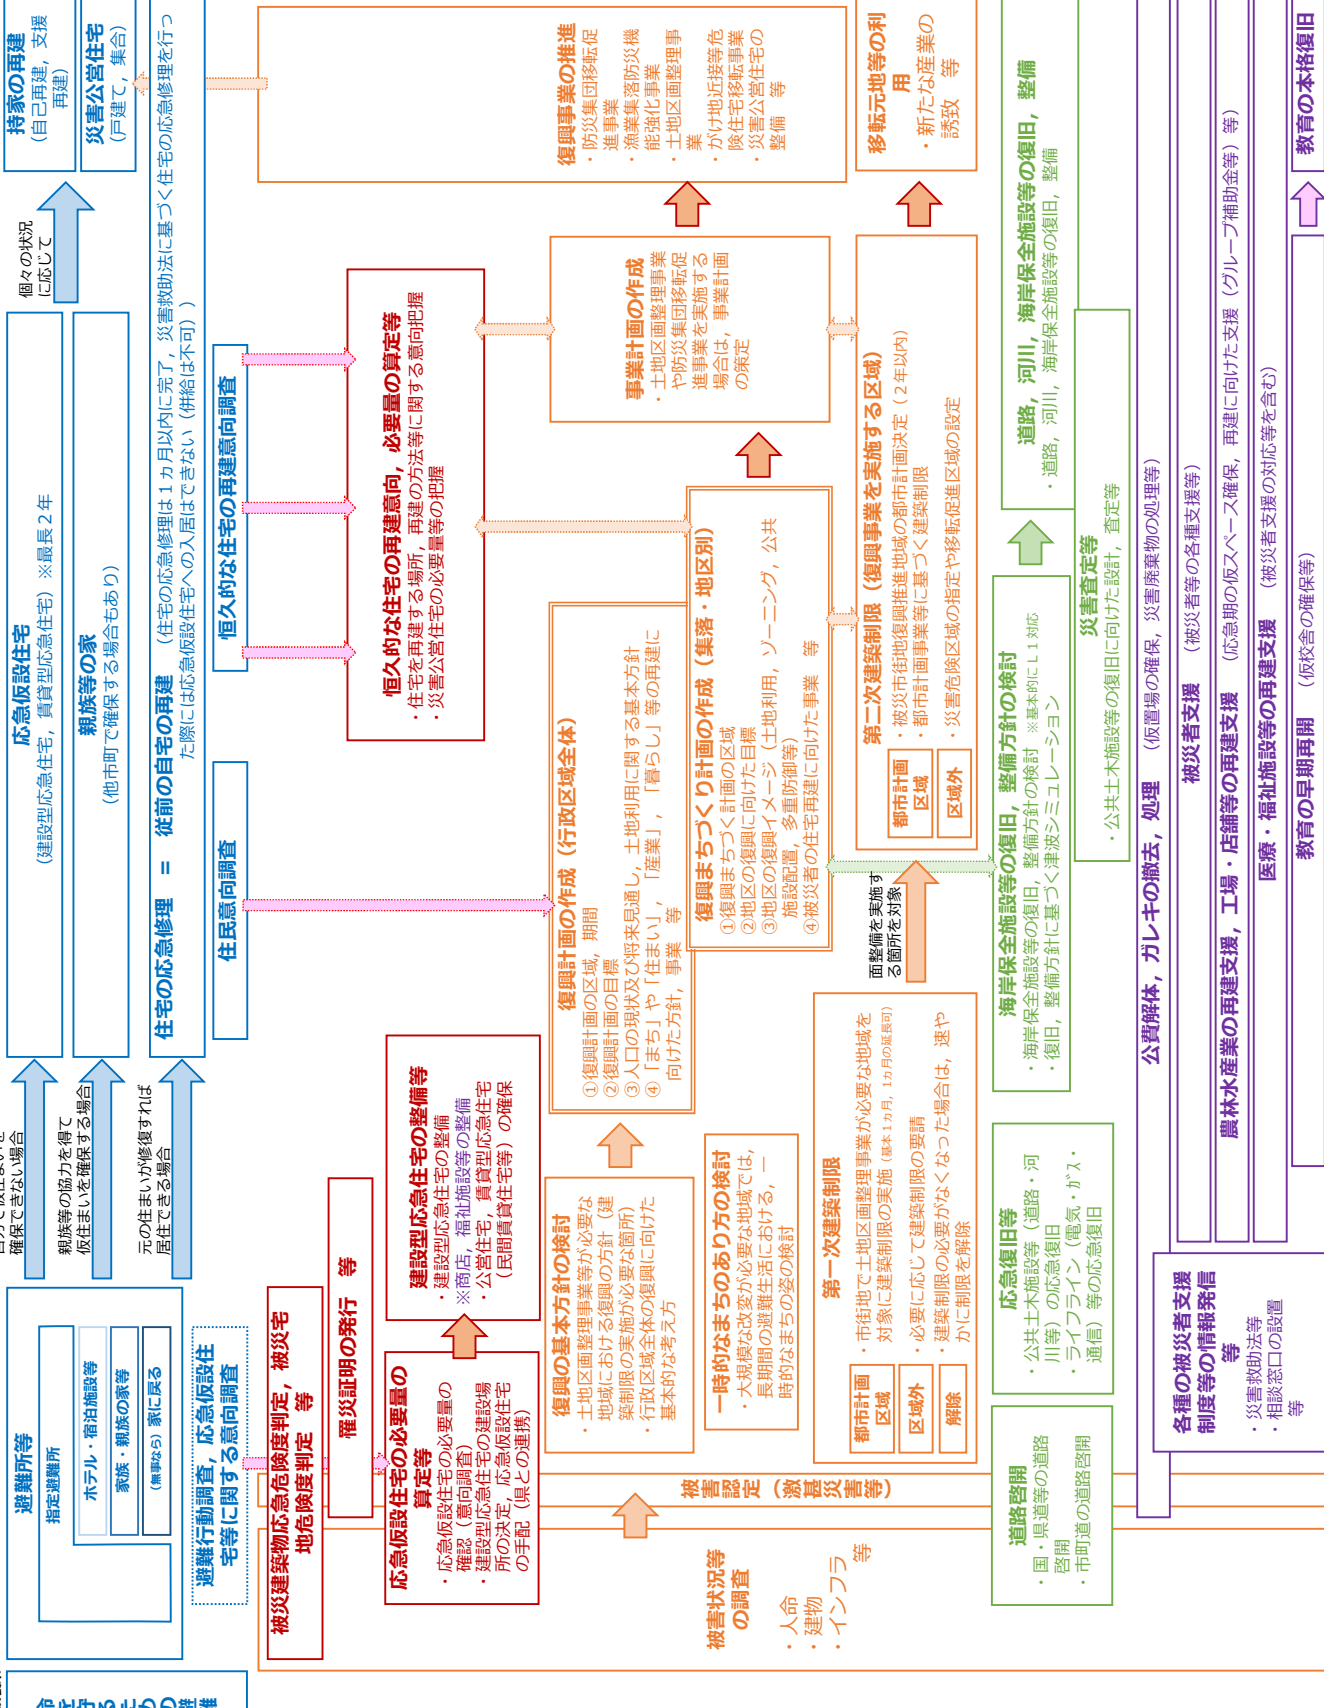 命を守るための避難
避難所等
指定避難所
ホテル・宿泊施設等
家族・親族の家等
（無事なら）家に戻る
確保できない場合
親族等の協力を得て
仮住まいを確保する場合
元の住まいが修復すれば
居住できる場合
応急仮設住宅
（建設型応急住宅，賃貸型応急住宅）※最長２年
親族等の家
（他市町で確保する場合もあり）
個々の状況
に応じて
持家の再建
（自己再建，支援
再建）
災害公営住宅
（戸建て，集合）
住宅の応急修理　＝　従前の自宅の再建　（住宅の応急修理は１カ月以内に完了，災害救助法に基づく住宅の応急修理を行っ
た際には応急仮設住宅への入居はできない（併給は不可））
避難行動調査，応急仮設住
宅等に関する意向調査
住民意向調査
恒久的な住宅の再建意向調査
被災建築物応急危険度判定，被災宅
地危険度判定　等
罹災証明の発行　等
応急仮設住宅の必要量の
算定等
・応急仮設住宅の必要量の
確認（意向調査）
・建設型応急住宅の建設場
所の決定，応急仮設住宅
の手配（県との連携）
建設型応急住宅の整備等
・建設型応急住宅の整備
※商店，福祉施設等の整備
・公営住宅，賃貸型応急住宅
（民間賃貸住宅等）の確保
恒久的な住宅の再建意向，必要量の算定等
・住宅を再建する場所，再建の方法等に関する意向把握
・災害公営住宅の必要量等の把握
被害状況等
の調査
・人命
・建物
・インフラ
等
被害認定（激甚災害等）
復興の基本方針の検討
・土地区画整理事業等が必要な
地域における復興の方針（建
築制限の実施が必要な箇所）
・行政区域全体の復興に向けた
基本的な考え方
一時的なまちのあり方の検討
・大規模な改変が必要な地域では，
長期間の避難生活における，一
時的なまちの姿の検討
復興計画の作成（行政区域全体）
①復興計画の区域，期間
②復興計画の目標
③人口の現状及び将来見通し，土地利用に関する基本方針
④「まち」や「住まい」，「産業」，「暮らし」等の再建に
向けた方針，事業　等
復興まちづくり計画の作成（集落・地区別）
①復興まちづく計画の区域
②地区の復興に向けた目標
③地区の復興イメージ（土地利用，ゾーニング，公共
施設配置，多重防御等）
④被災者の住宅再建に向けた事業　等
事業計画の作成
・土地区画整理事業
や防災集団移転促
進事業を実施する
場合は，事業計画
の策定
復興事業の推進
・防災集団移転促
進事業
・漁業集落防災機
能強化事業
・土地区画整理事
業
・がけ地近接等危
険住宅移転事業
・災害公営住宅の
整備　等
第一次建築制限
都市計画
区域
・市街地で土地区画整理事業が必要な地域を
対象に建築制限の実施（基本１ヵ月，１カ月の延長可）
区域外
・必要に応じて建築制限の要請
解除
・建築制限の必要がなくなった場合は，速や
かに制限を解除
面整備を実施す
る箇所を対象
第二次建築制限（復興事業を実施する区域）
都市計画
区域
・被災市街地復興推進地域の都市計画決定（２年以内）
・都市計画事業等に基づく建築制限
区域外
・災害危険区域の指定や移転促進区域の設定
移転元地等の利
用
・新たな産業の
誘致　等
道路啓開
・国・県道等の道路
啓開
・市町道の道路啓開
応急復旧等
・公共土木施設等（道路・河
川等）の応急復旧
・ライフライン（電気・ガス・
通信）等の応急復旧
海岸保全施設等の復旧，整備方針の検討
・海岸保全施設等の復旧，整備方針の検討　※基本的にＬ１対応
・復旧，整備方針に基づく津波シミュレーション
道路，河川，海岸保全施設等の復旧，整備
・道路，河川，海岸保全施設等の復旧，整備
災害査定等
・公共土木施設等の復旧に向けた設計，査定等
公費解体，ガレキの撤去，処理　（仮置場の確保，災害廃棄物の処理等）
各種の被災者支援
制度等の情報発信
等
・災害救助法等
・相談窓口の設置
等
被災者支援　（被災者等の各種支援等）
農林水産業の再建支援，工場・店舗等の再建支援　（応急期の仮スペース確保，再建に向けた支援（グループ補助金等）等）
医療・福祉施設等の再建支援　（被災者支援の対応等を含む）
教育の早期再開　（仮校舎の確保等）
教育の本格復旧